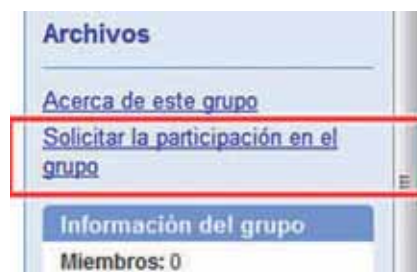 Archivos
Acerca de este grupo
Solicitar la participación en el
grupo
Información del grupo
Miembros: 0